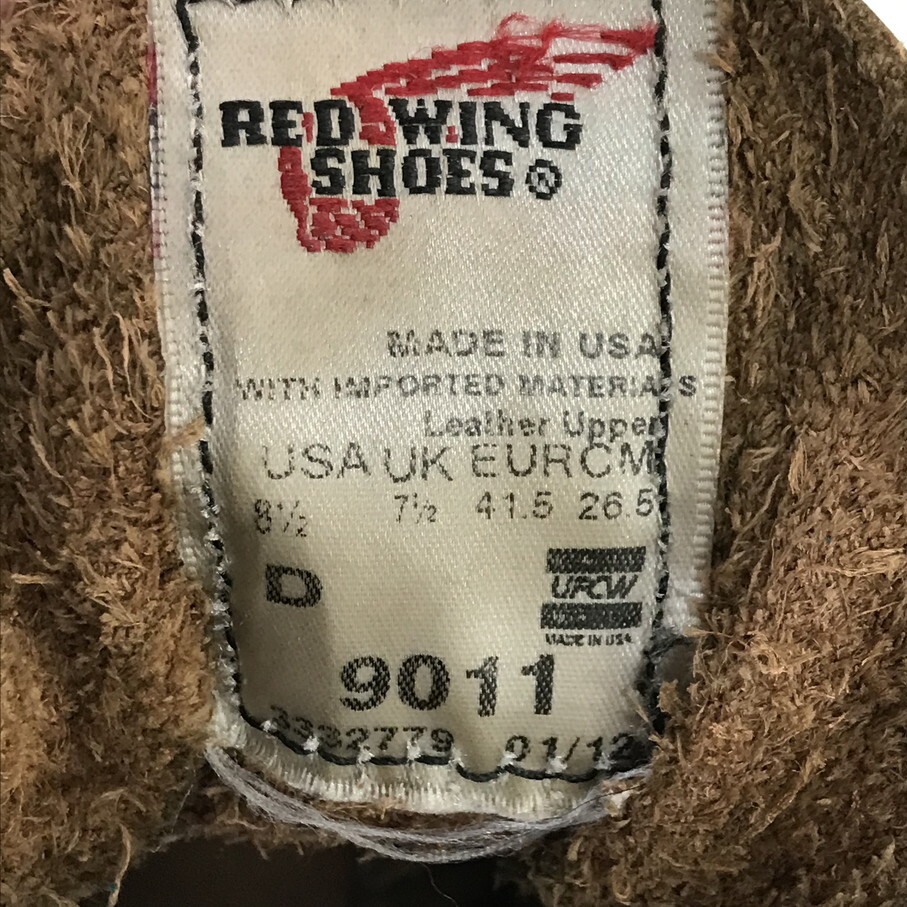 RED WING
SHOES®
MADE IN USA
WITH IMPORTED MATERIALS
Leather Upper
USA UK EUR CM
8½ 7½ 41.5 26.5
D
UFCW
MADE IN USA
9011
3332779 01/12